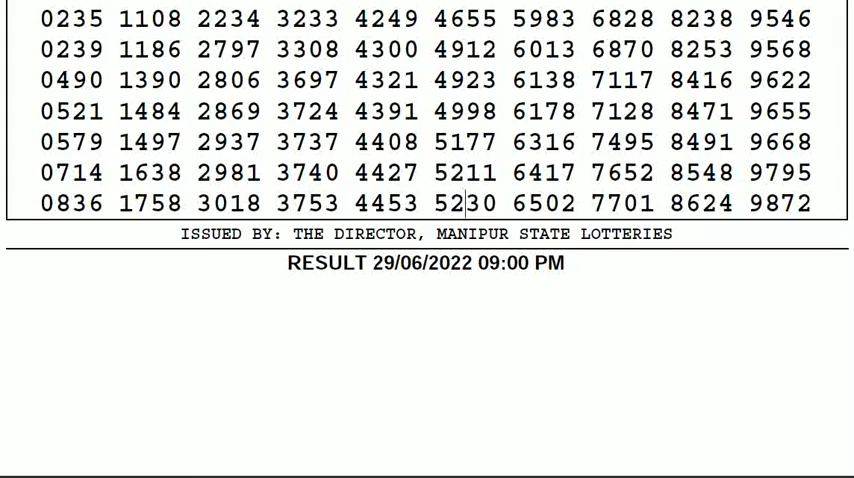 0235 1108 2234 3233 4249 4655 5983 6828 8238 9546
0239 1186 2797 3308 4300 4912 6013 6870 8253 9568
0490 1390 2806 3697 4321 4923 6138 7117 8416 9622
0521 1484 2869 3724 4391 4998 6178 7128 8471 9655
0579 1497 2937 3737 4408 5177 6316 7495 8491 9668
0714 1638 2981 3740 4427 5211 6417 7652 8548 9795
0836 1758 3018 3753 4453 5230 6502 7701 8624 9872
ISSUED BY: THE DIRECTOR, MANIPUR STATE LOTTERIES
RESULT 29/06/2022 09:00 PM